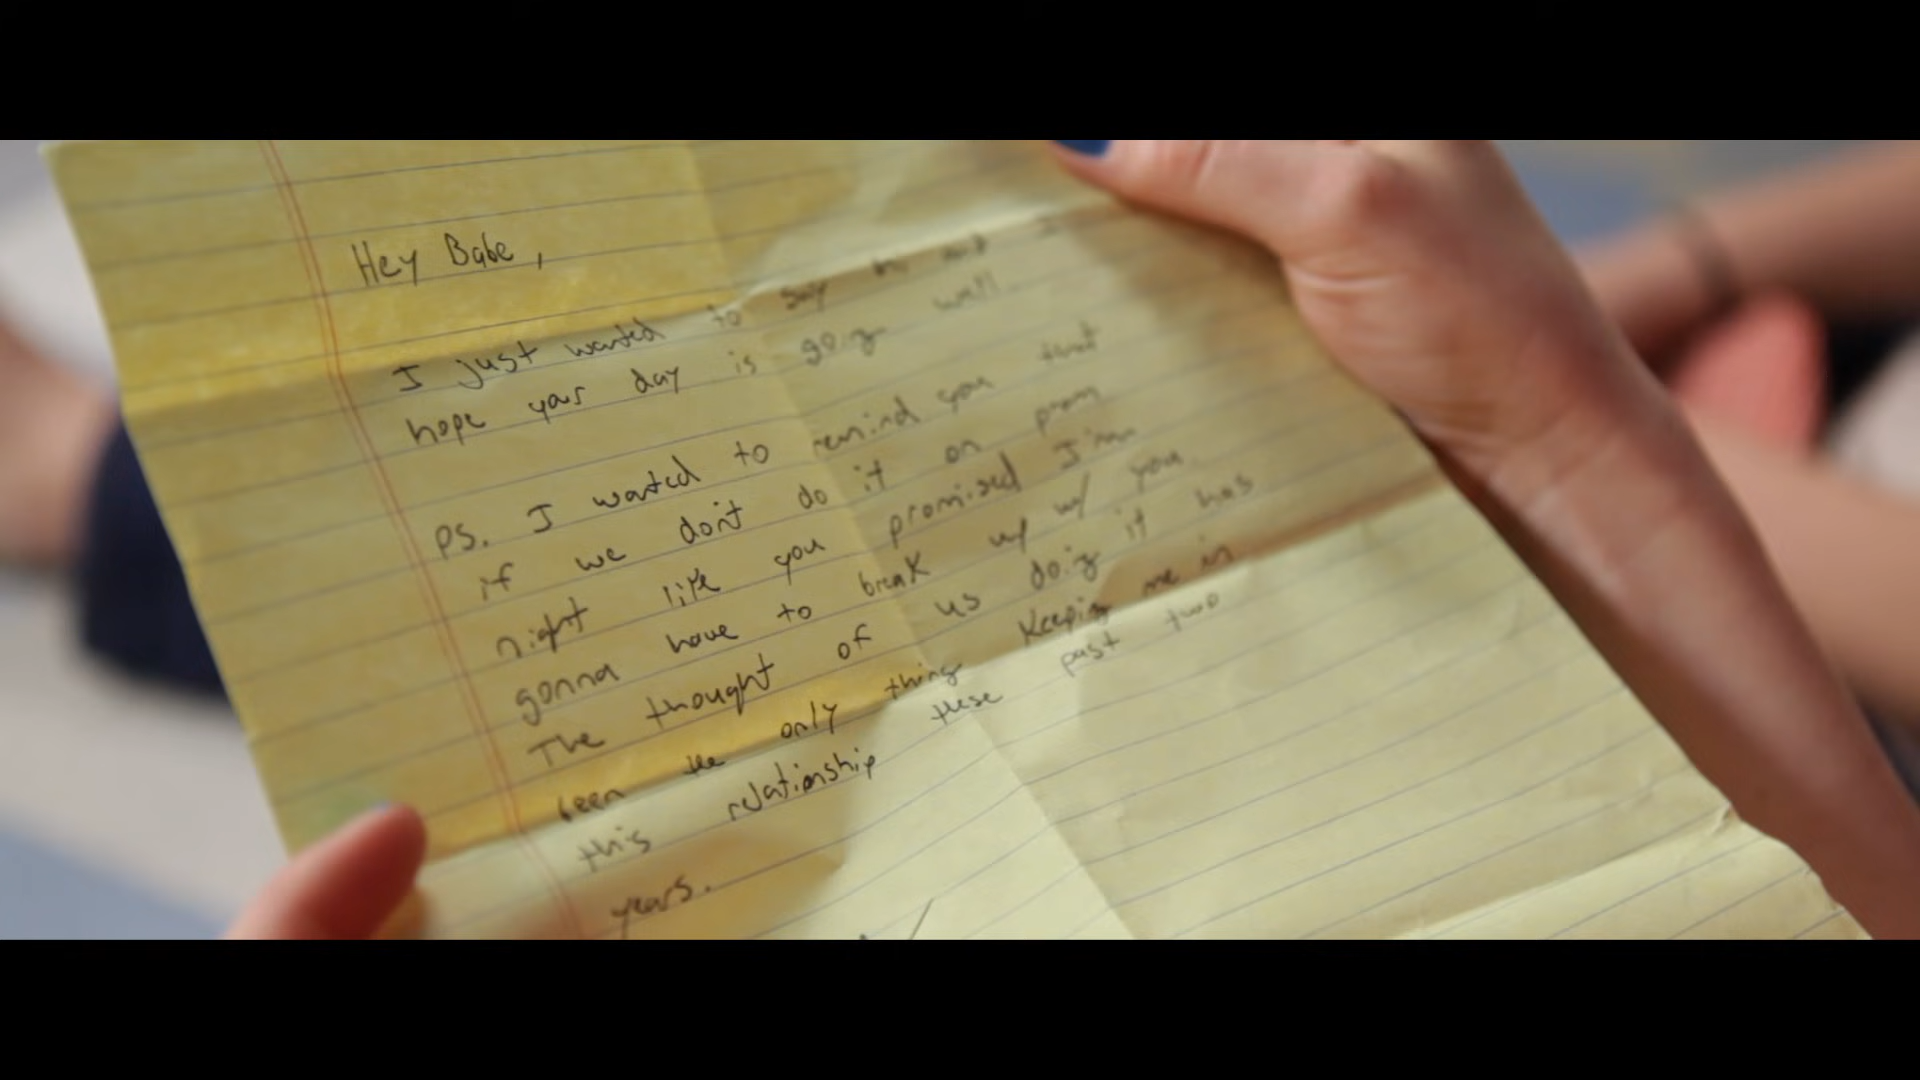 Hey Babe,
I just wanted to say hi and I
hope your day is going well
PS. I wanted to remind you that
if we don't do it on prom
night like you promised I'm
gonna have to break up w/ you
The thought of us doing it has
been the only thing keeping me in
this relationship these past two
years.